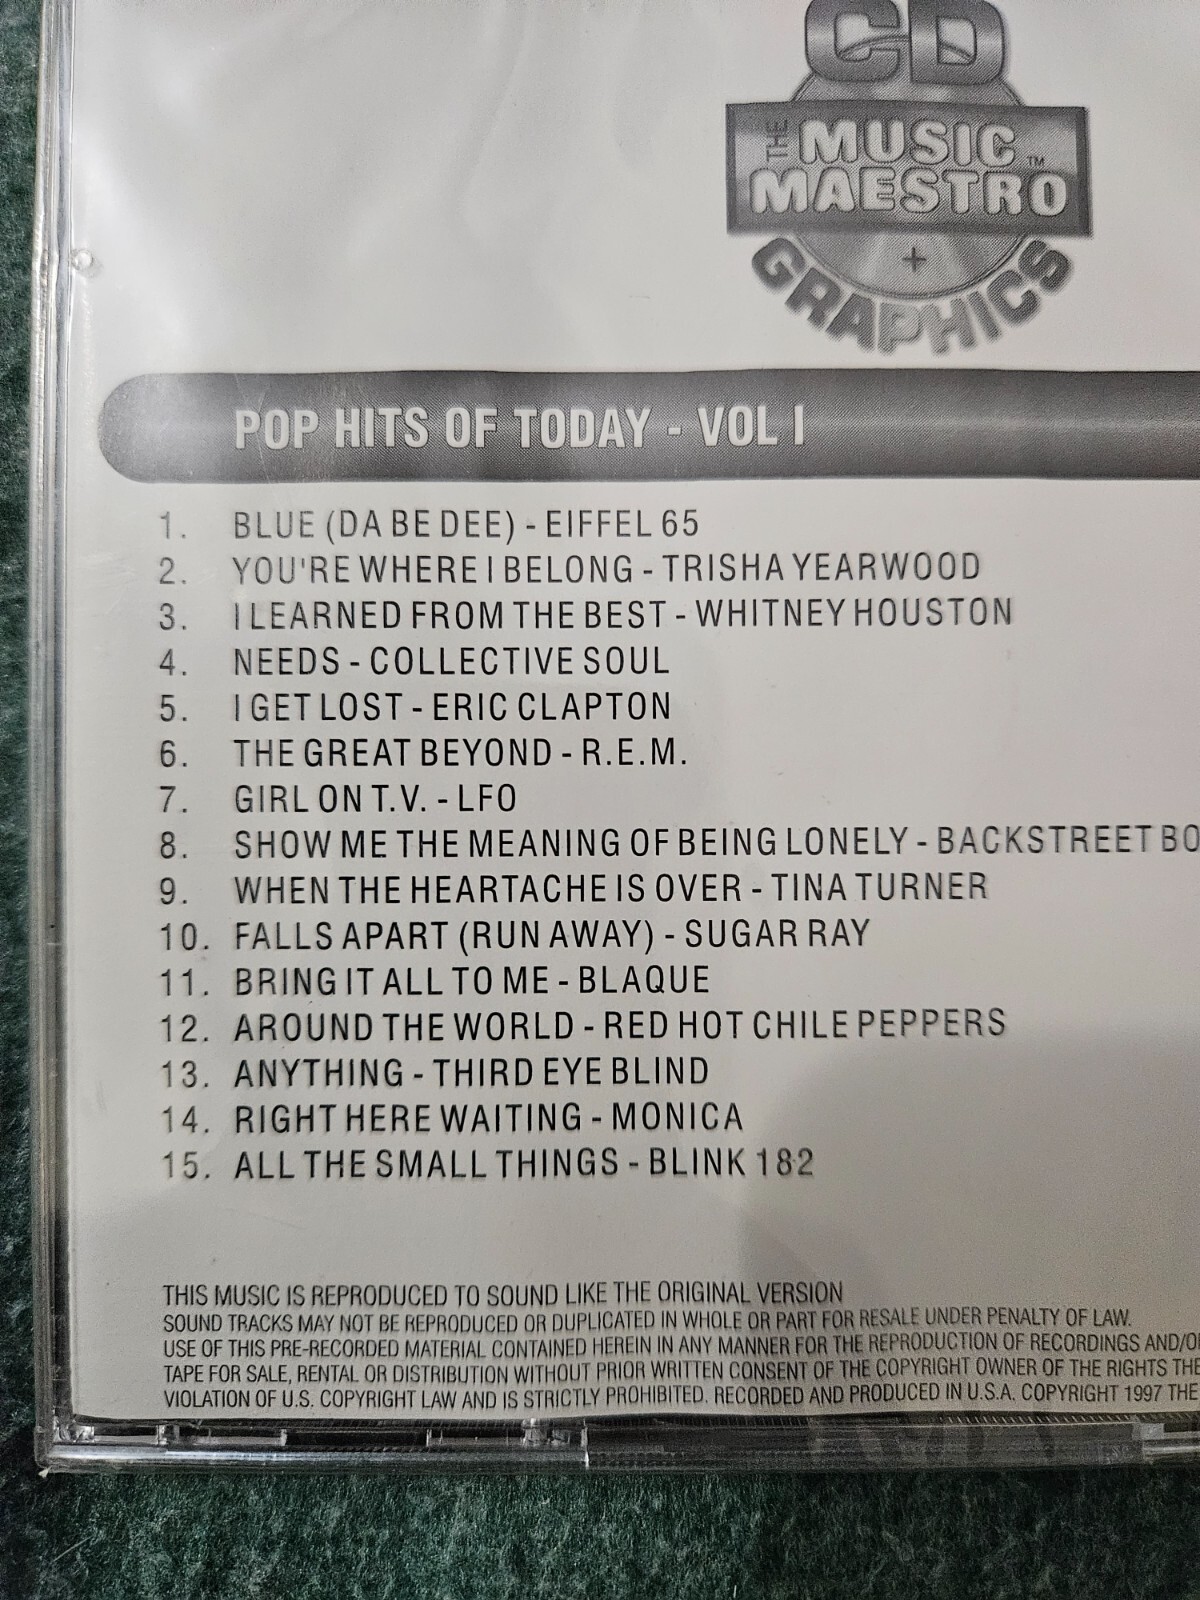 CD
THE MUSIC TM
MAESTRO
GRAPHICS
POP HITS OF TODAY - VOL I
1. BLUE (DA BE DEE) - EIFFEL 65
2. YOU'RE WHERE I BELONG - TRISHA YEARWOOD
3. I LEARNED FROM THE BEST - WHITNEY HOUSTON
4. NEEDS - COLLECTIVE SOUL
5. I GET LOST - ERIC CLAPTON
6. THE GREAT BEYOND - R.E.M.
7. GIRL ON T.V. - LFO
8. SHOW ME THE MEANING OF BEING LONELY - BACKSTREET BO
9. WHEN THE HEARTACHE IS OVER - TINA TURNER
10. FALLS APART (RUN AWAY) - SUGAR RAY
11. BRING IT ALL TO ME - BLAQUE
12. AROUND THE WORLD - RED HOT CHILE PEPPERS
13. ANYTHING - THIRD EYE BLIND
14. RIGHT HERE WAITING - MONICA
15. ALL THE SMALL THINGS - BLINK 182
THIS MUSIC IS REPRODUCED TO SOUND LIKE THE ORIGINAL VERSION
SOUND TRACKS MAY NOT BE REPRODUCED OR DUPLICATED IN WHOLE OR PART FOR RESALE UNDER PENALTY OF LAW.
USE OF THIS PRE-RECORDED MATERIAL CONTAINED HEREIN IN ANY MANNER FOR THE REPRODUCTION OF RECORDINGS AND/O
TAPE FOR SALE, RENTAL OR DISTRIBUTION WITHOUT PRIOR WRITTEN CONSENT OF THE COPYRIGHT OWNER OF THE RIGHTS THE
VIOLATION OF U.S. COPYRIGHT LAW AND IS STRICTLY PROHIBITED. RECORDED AND PRODUCED IN U.S.A. COPYRIGHT 1997 THE